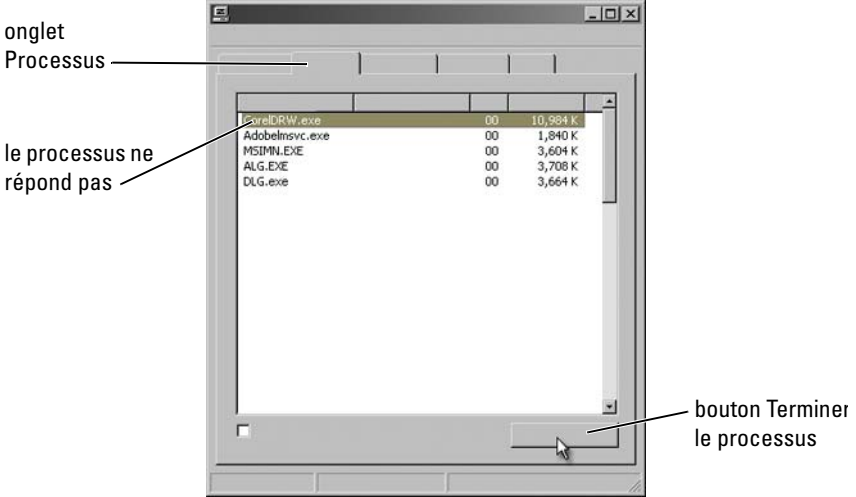 onglet
Processus
CorelDRW.exe 00 10,984 K
Adobelmsvc.exe 00 1,840 K
MSIMN.EXE 00 3,604 K
ALG.EXE 00 3,708 K
DLG.exe 00 3,664 K
le processus ne
répond pas
bouton Terminer
le processus